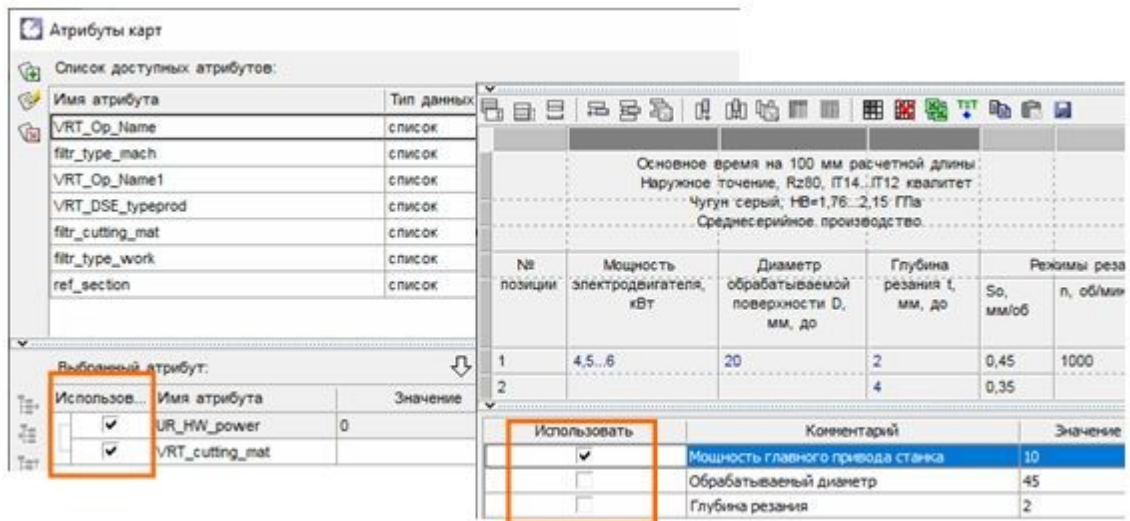 Атрибуты карт
Список доступных атрибутов:
Имя атрибута Тип данных
VRT_Op_Name список
filtr_type_mach список
VRT_Op_Name1 список
VRT_DSE_typeprod список
filtr_cutting_mat список
filtr_type_work список
ref_section список
Выбранный атрибут:
Использов... Имя атрибута Значение
UR_HW_power 0
VRT_cutting_mat
Основное время на 100 мм расчетной длины
Наружное точение, Rz80, IT14...IT12 квалитет
Чугун серый, HB=1,76...2,15 ГПа
Среднесерийное производство
№ позиции Мощность электродвигателя, кВт Диаметр обрабатываемой поверхности D, мм, до Глубина резания t, мм, до Режимы реза
So, мм/об n, об/мин
1 4,5...6 20 2 0,45 1000
2 4 0,35
Использовать Комментарий Значение
Мощность главного привода станка 10
Обрабатываемый диаметр 45
Глубина резания 2